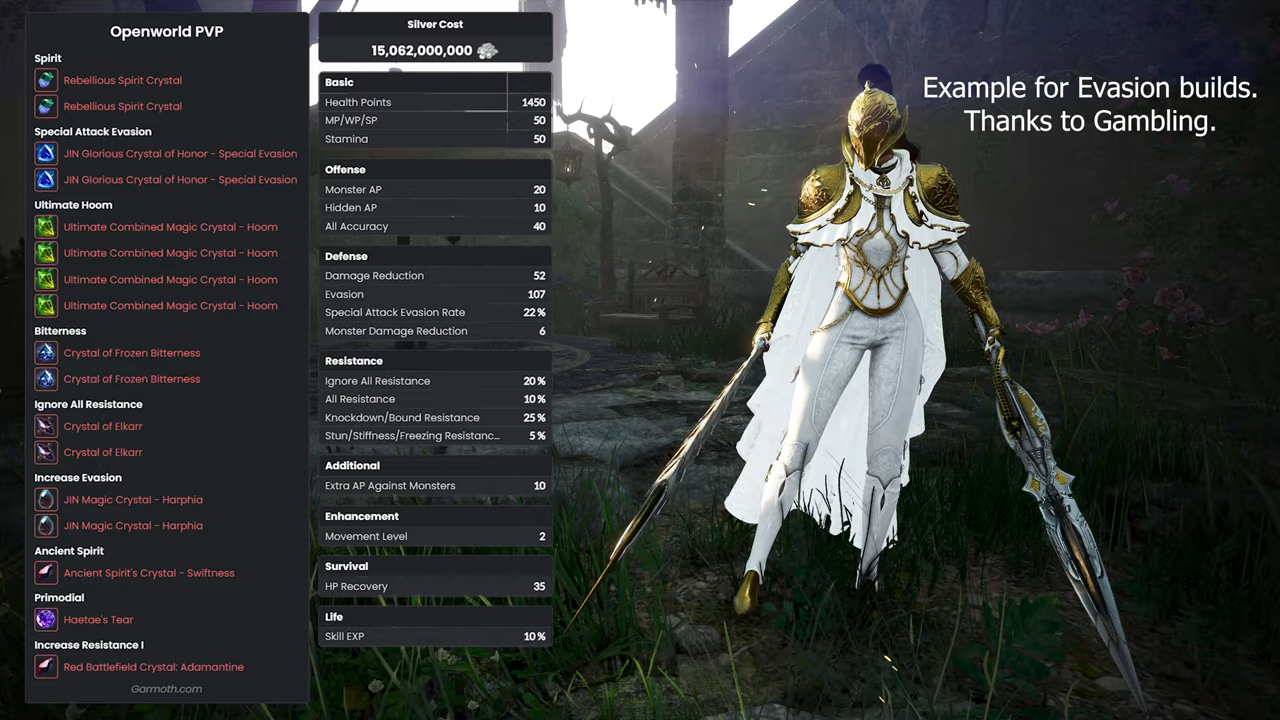 Openworld PVP
Spirit
Rebellious Spirit Crystal
Rebellious Spirit Crystal
Special Attack Evasion
JIN Glorious Crystal of Honor - Special Evasion
JIN Glorious Crystal of Honor - Special Evasion
Ultimate Hoom
Ultimate Combined Magic Crystal - Hoom
Ultimate Combined Magic Crystal - Hoom
Ultimate Combined Magic Crystal - Hoom
Ultimate Combined Magic Crystal - Hoom
Bitterness
Crystal of Frozen Bitterness
Crystal of Frozen Bitterness
Ignore All Resistance
Crystal of Elkarr
Crystal of Elkarr
Increase Evasion
JIN Magic Crystal - Harphia
JIN Magic Crystal - Harphia
Ancient Spirit
Ancient Spirit's Crystal - Swiftness
Primodial
Haetae's Tear
Increase Resistance I
Red Battlefield Crystal: Adamantine
Garmoth.com
Silver Cost
15,062,000,000
Basic
Health Points 1450
MP/WP/SP 50
Stamina 50
Offense
Monster AP 20
Hidden AP 10
All Accuracy 40
Defense
Damage Reduction 52
Evasion 107
Special Attack Evasion Rate 22%
Monster Damage Reduction 6
Resistance
Ignore All Resistance 20%
All Resistance 10%
Knockdown/Bound Resistance 25%
Stun/Stiffness/Freezing Resistanc... 5%
Additional
Extra AP Against Monsters 10
Enhancement
Movement Level 2
Survival
HP Recovery 35
Life
Skill EXP 10%
Example for Evasion builds.
Thanks to Gambling.